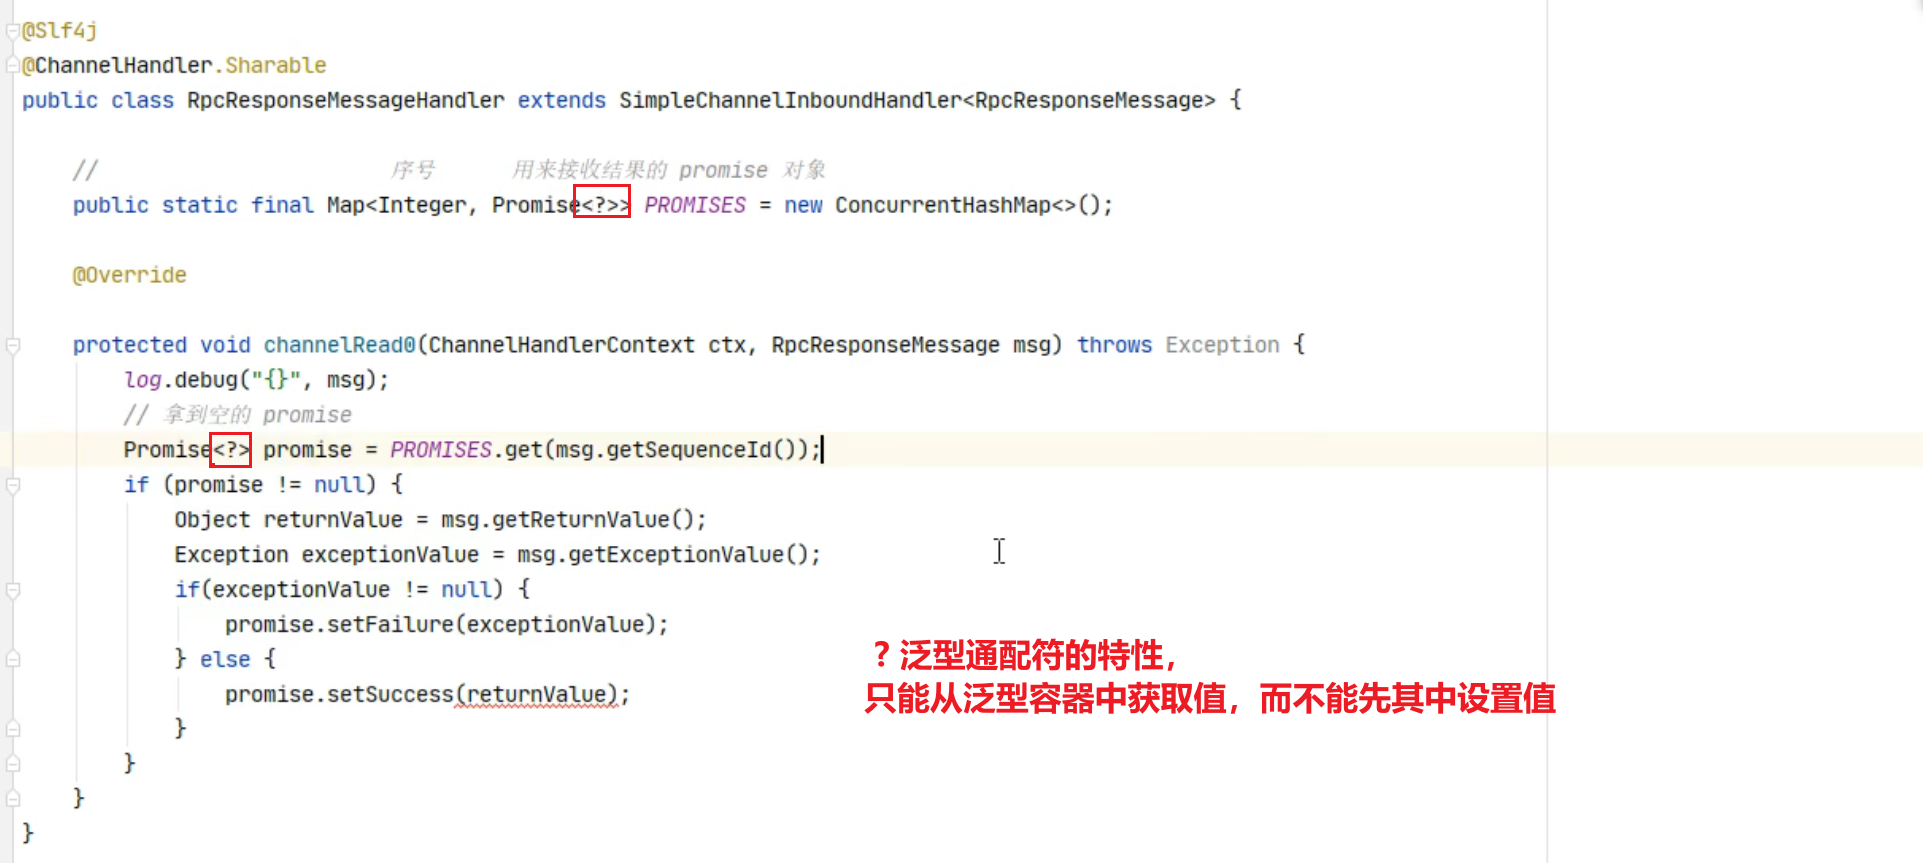 @Slf4j
@ChannelHandler.Sharable
public class RpcResponseMessageHandler extends SimpleChannelInboundHandler<RpcResponseMessage> {
// 序号 用来接收结果的 promise 对象
public static final Map<Integer, Promise<?>> PROMISES = new ConcurrentHashMap<>();
@Override
protected void channelRead0(ChannelHandlerContext ctx, RpcResponseMessage msg) throws Exception {
log.debug("{}", msg);
// 拿到空的 promise
Promise<?> promise = PROMISES.get(msg.getSequenceId());
if (promise != null) {
Object returnValue = msg.getReturnValue();
Exception exceptionValue = msg.getExceptionValue();
if(exceptionValue != null) {
promise.setFailure(exceptionValue);
} else {
promise.setSuccess(returnValue);
}
}
}
}
？泛型通配符的特性，
只能从泛型容器中获取值，而不能先其中设置值